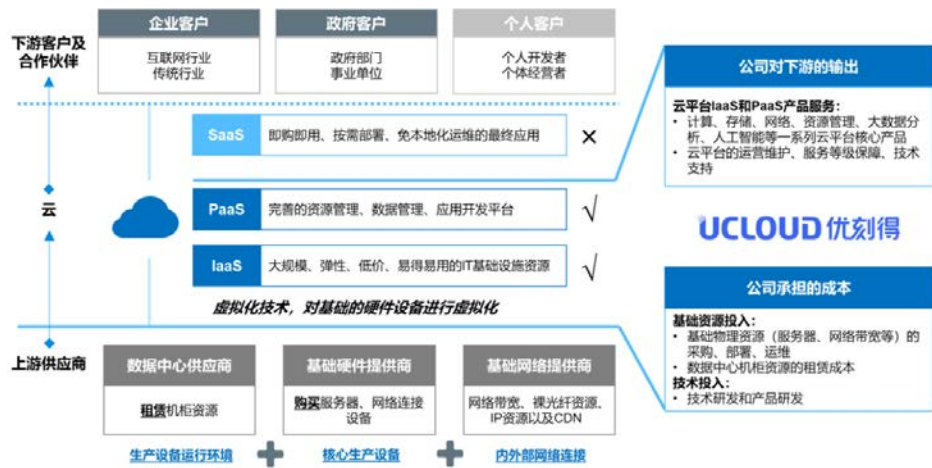 下游客户及
合作伙伴
企业客户
互联网行业
传统行业
政府客户
政府部门
事业单位
个人客户
个人开发者
个体经营者
SaaS
即购即用、按需部署、免本地化运维的最终应用
×
云
PaaS
完善的资源管理、数据管理、应用开发平台
√
IaaS
大规模、弹性、低价、易得易用的IT基础设施资源
√
虚拟化技术，对基础的硬件设备进行虚拟化
上游供应商
数据中心供应商
租赁机柜资源
基础硬件提供商
购买服务器、网络连接
设备
基础网络提供商
网络带宽、裸光纤资源、
IP资源以及CDN
生产设备运行环境
核心生产设备
内外部网络连接
公司对下游的输出
云平台IaaS和PaaS产品服务：
• 计算、存储、网络、资源管理、大数据分
析、人工智能等一系列云平台核心产品
• 云平台的运营维护、服务等级保障、技术
支持
UCLOUD 优刻得
公司承担的成本
基础资源投入：
• 基础物理资源（服务器、网络带宽等）的
采购、部署、运维
• 数据中心机柜资源的租赁成本
技术投入：
• 技术研发和产品研发